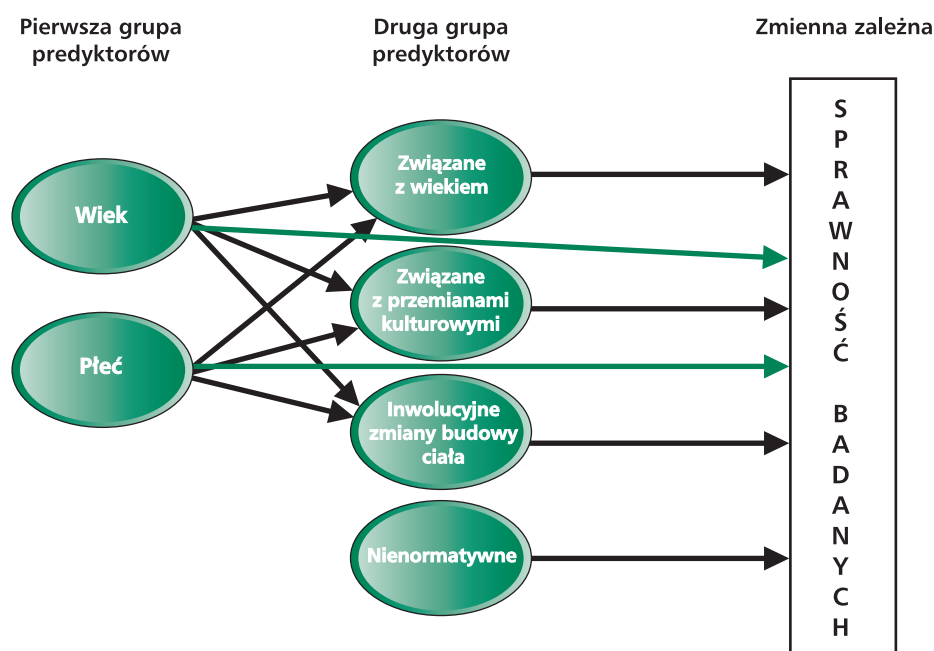 Pierwsza grupa
predyktorów
Druga grupa
predyktorów
Zmienna zależna
Wiek
Płeć
Związane
z wiekiem
Związane
z przemianami
kulturowymi
Inwolucyjne
zmiany budowy
ciała
Nienormatywne
S
P
R
A
W
N
O
Ś
Ć
B
A
D
A
N
Y
C
H